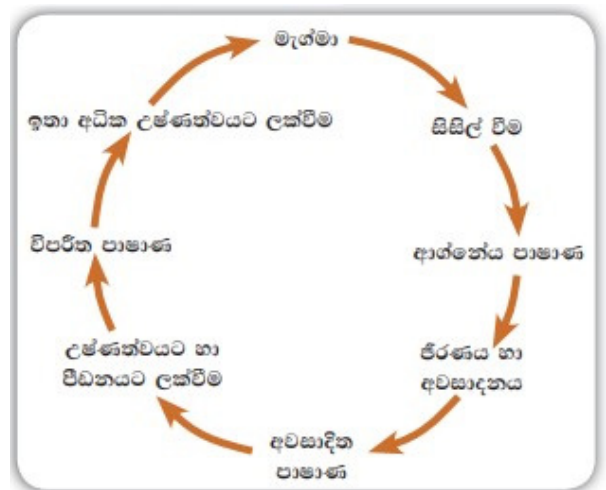 මැග්මා
සිසිල් වීම
ආග්නේය පාෂාණ
ජීරණය හා
අවසාදනය
අවසාදිත
පාෂාණ
උෂ්ණත්වයට හා
පීඩනයට ලක්වීම
විපරීත පාෂාණ
ඉතා අධික උෂ්ණත්වයට ලක්වීම